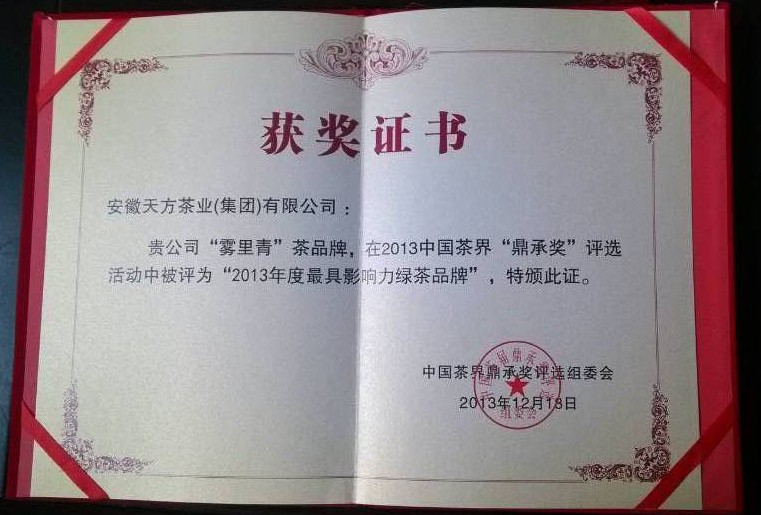 获奖证书
安徽天方茶业(集团)有限公司：
贵公司“雾里青”茶品牌，在2013中国茶界“鼎承奖”评选
活动中被评为“2013年度最具影响力绿茶品牌”，特颁此证。
中国茶界鼎承奖评选组委会
2013年12月13日
组委会